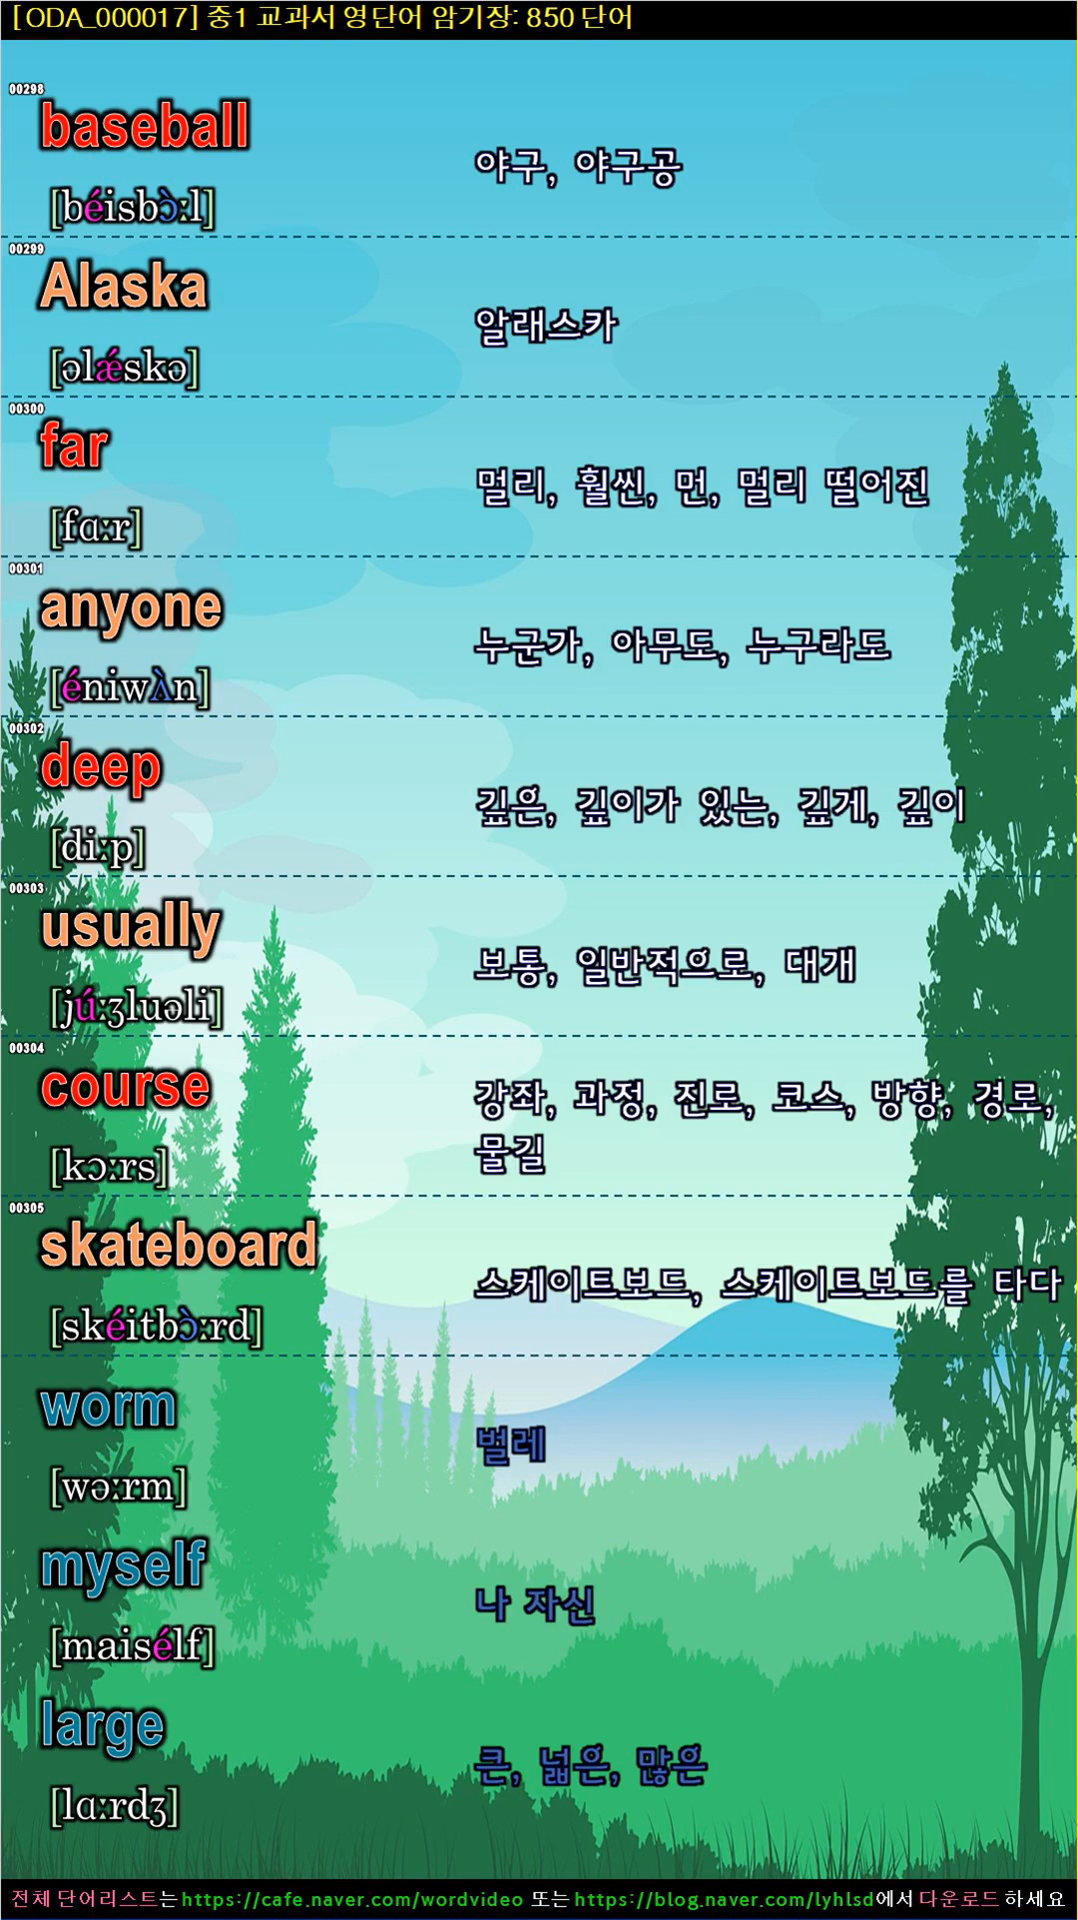 [ODA_000017] 중1 교과서 영단어 암기장: 850 단어
00298
baseball
야구, 야구공
[béisbɔ̀ːl]
00299
Alaska
알래스카
[əlǽskə]
00300
far
멀리, 훨씬, 먼, 멀리 떨어진
[fɑːr]
00301
anyone
누군가, 아무도, 누구라도
[éniwʌ̀n]
00302
deep
깊은, 깊이가 있는, 깊게, 깊이
[diːp]
00303
usually
보통, 일반적으로, 대개
[júːʒluəli]
00304
course
강좌, 과정, 진로, 코스, 방향, 경로,
물길
[kɔːrs]
00305
skateboard
스케이트보드, 스케이트보드를 타다
[skéitbɔ̀ːrd]
worm
벌레
[wəːrm]
myself
나 자신
[maisélf]
large
큰, 넓은, 많은
[lɑːrdʒ]
전체 단어리스트는 https://cafe.naver.com/wordvideo 또는 https://blog.naver.com/lyhlsd에서 다운로드 하세요